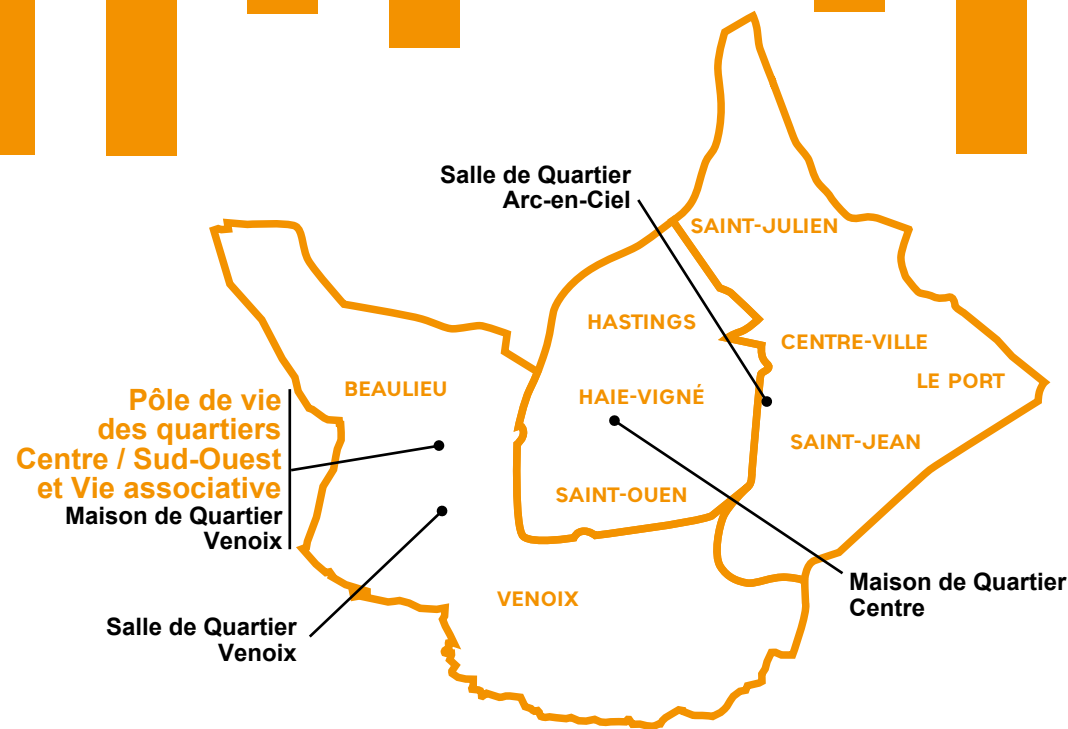 Salle de Quartier
Arc-en-Ciel
SAINT-JULIEN
HASTINGS
CENTRE-VILLE
LE PORT
BEAULIEU
HAIE-VIGNÉ
Pôle de vie
des quartiers
Centre / Sud-Ouest
et Vie associative
Maison de Quartier
Venoix
SAINT-JEAN
SAINT-OUEN
VENOIX
Maison de Quartier
Centre
Salle de Quartier
Venoix